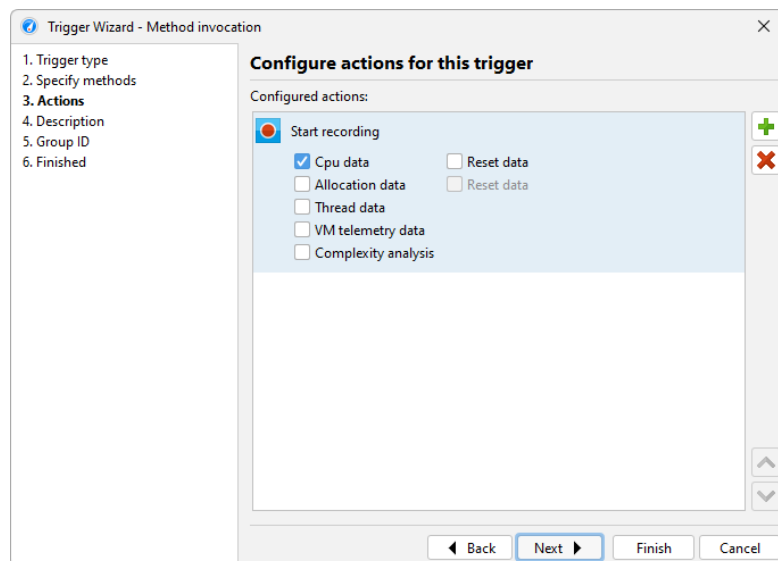 Trigger Wizard - Method invocation
1. Trigger type
2. Specify methods
3. Actions
4. Description
5. Group ID
6. Finished
Configure actions for this trigger
Configured actions:
Start recording
Cpu data Reset data
Allocation data Reset data
Thread data
VM telemetry data
Complexity analysis
Back Next Finish Cancel